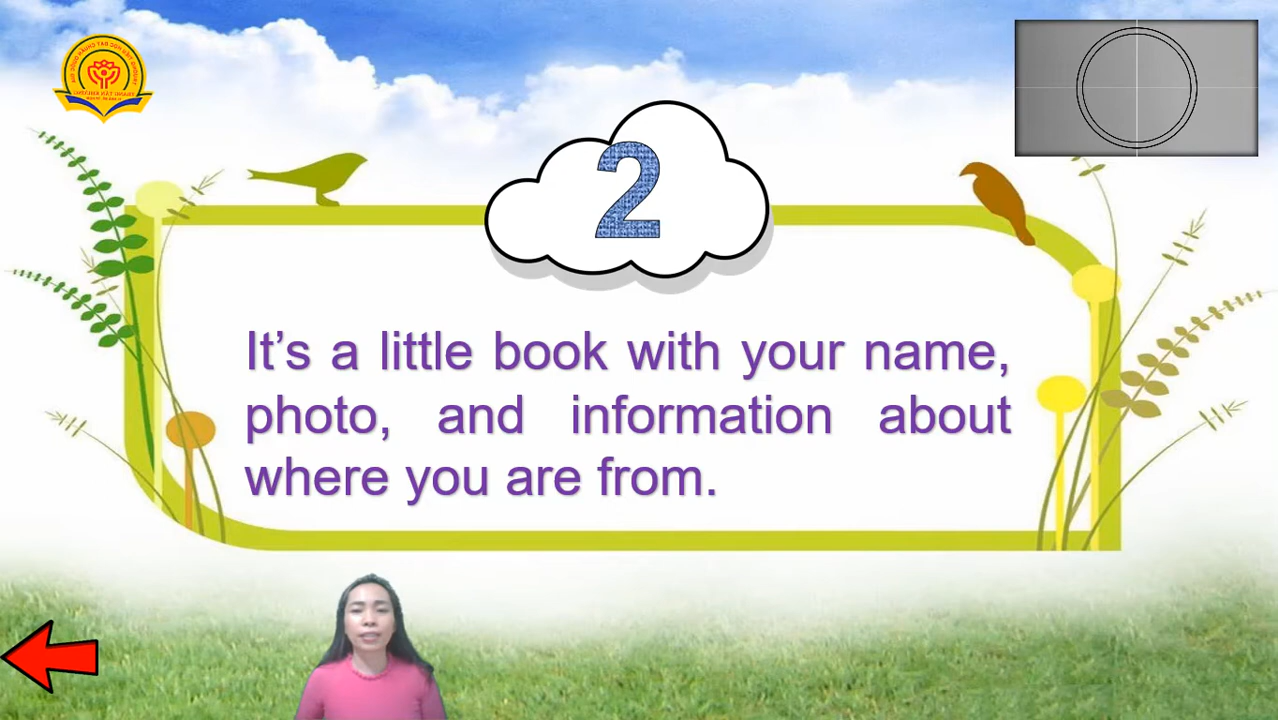 2
It's a little book with your name,
photo, and information about
where you are from.